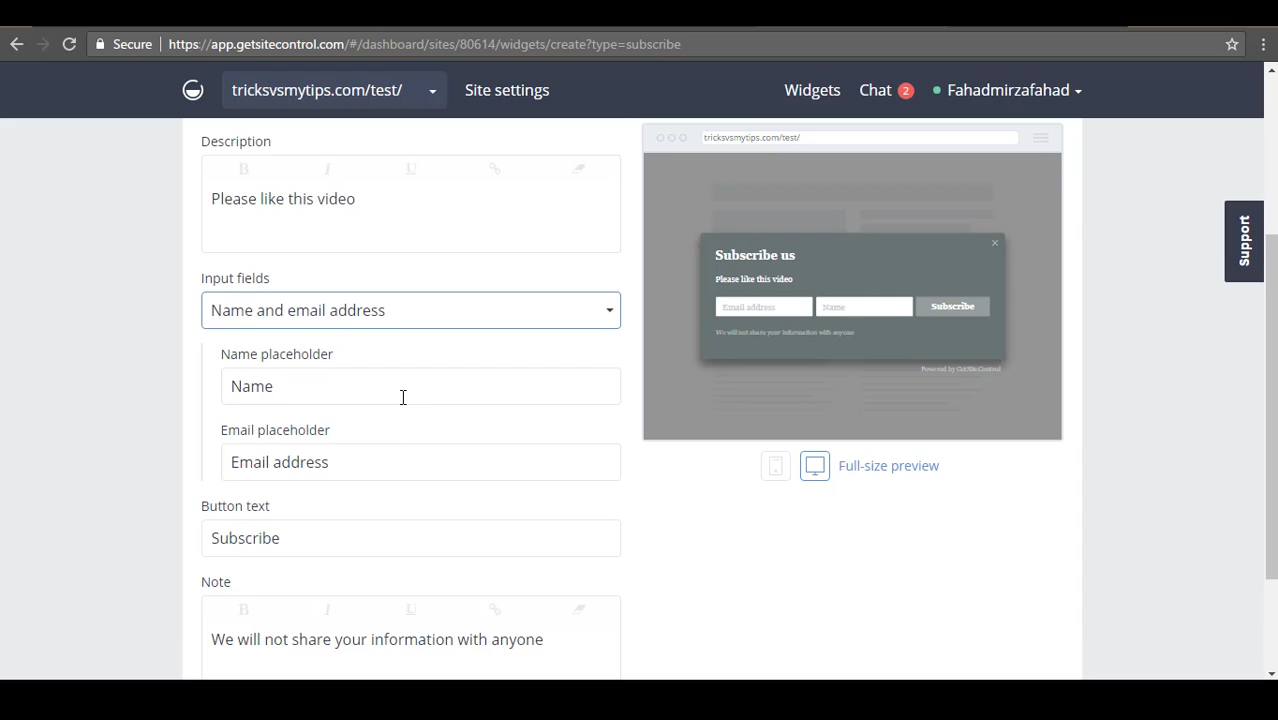 Secure https://app.getsitecontrol.com/#/dashboard/sites/80614/widgets/create?type=subscribe
tricksvsmytips.com/test/ Site settings Widgets Chat 2 Fahadmirzafahad
Description
B I U
Please like this video
Input fields
Name and email address
Name placeholder
Name
Email placeholder
Email address
Button text
Subscribe
Note
B I U
We will not share your information with anyone
tricksvsmytips.com/test/
Subscribe us
Please like this video
Email address Name Subscribe
We will not share your information with anyone
Powered by GetSiteControl
Full-size preview
Support